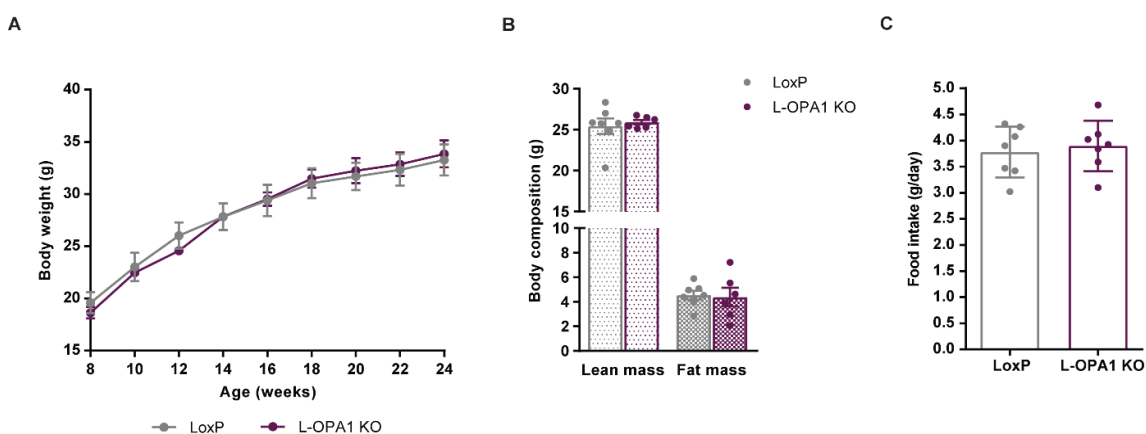 A
Body weight (g)
40
35
30
25
20
15
8 10 12 14 16 18 20 22 24
Age (weeks)
LoxP
L-OPA1 KO
B
Body composition (g)
30
25
20
15
10
8
6
4
2
0
Lean mass Fat mass
LoxP
L-OPA1 KO
C
Food intake (g/day)
5.0
4.5
4.0
3.5
3.0
2.5
2.0
1.5
1.0
0.5
0.0
LoxP L-OPA1 KO